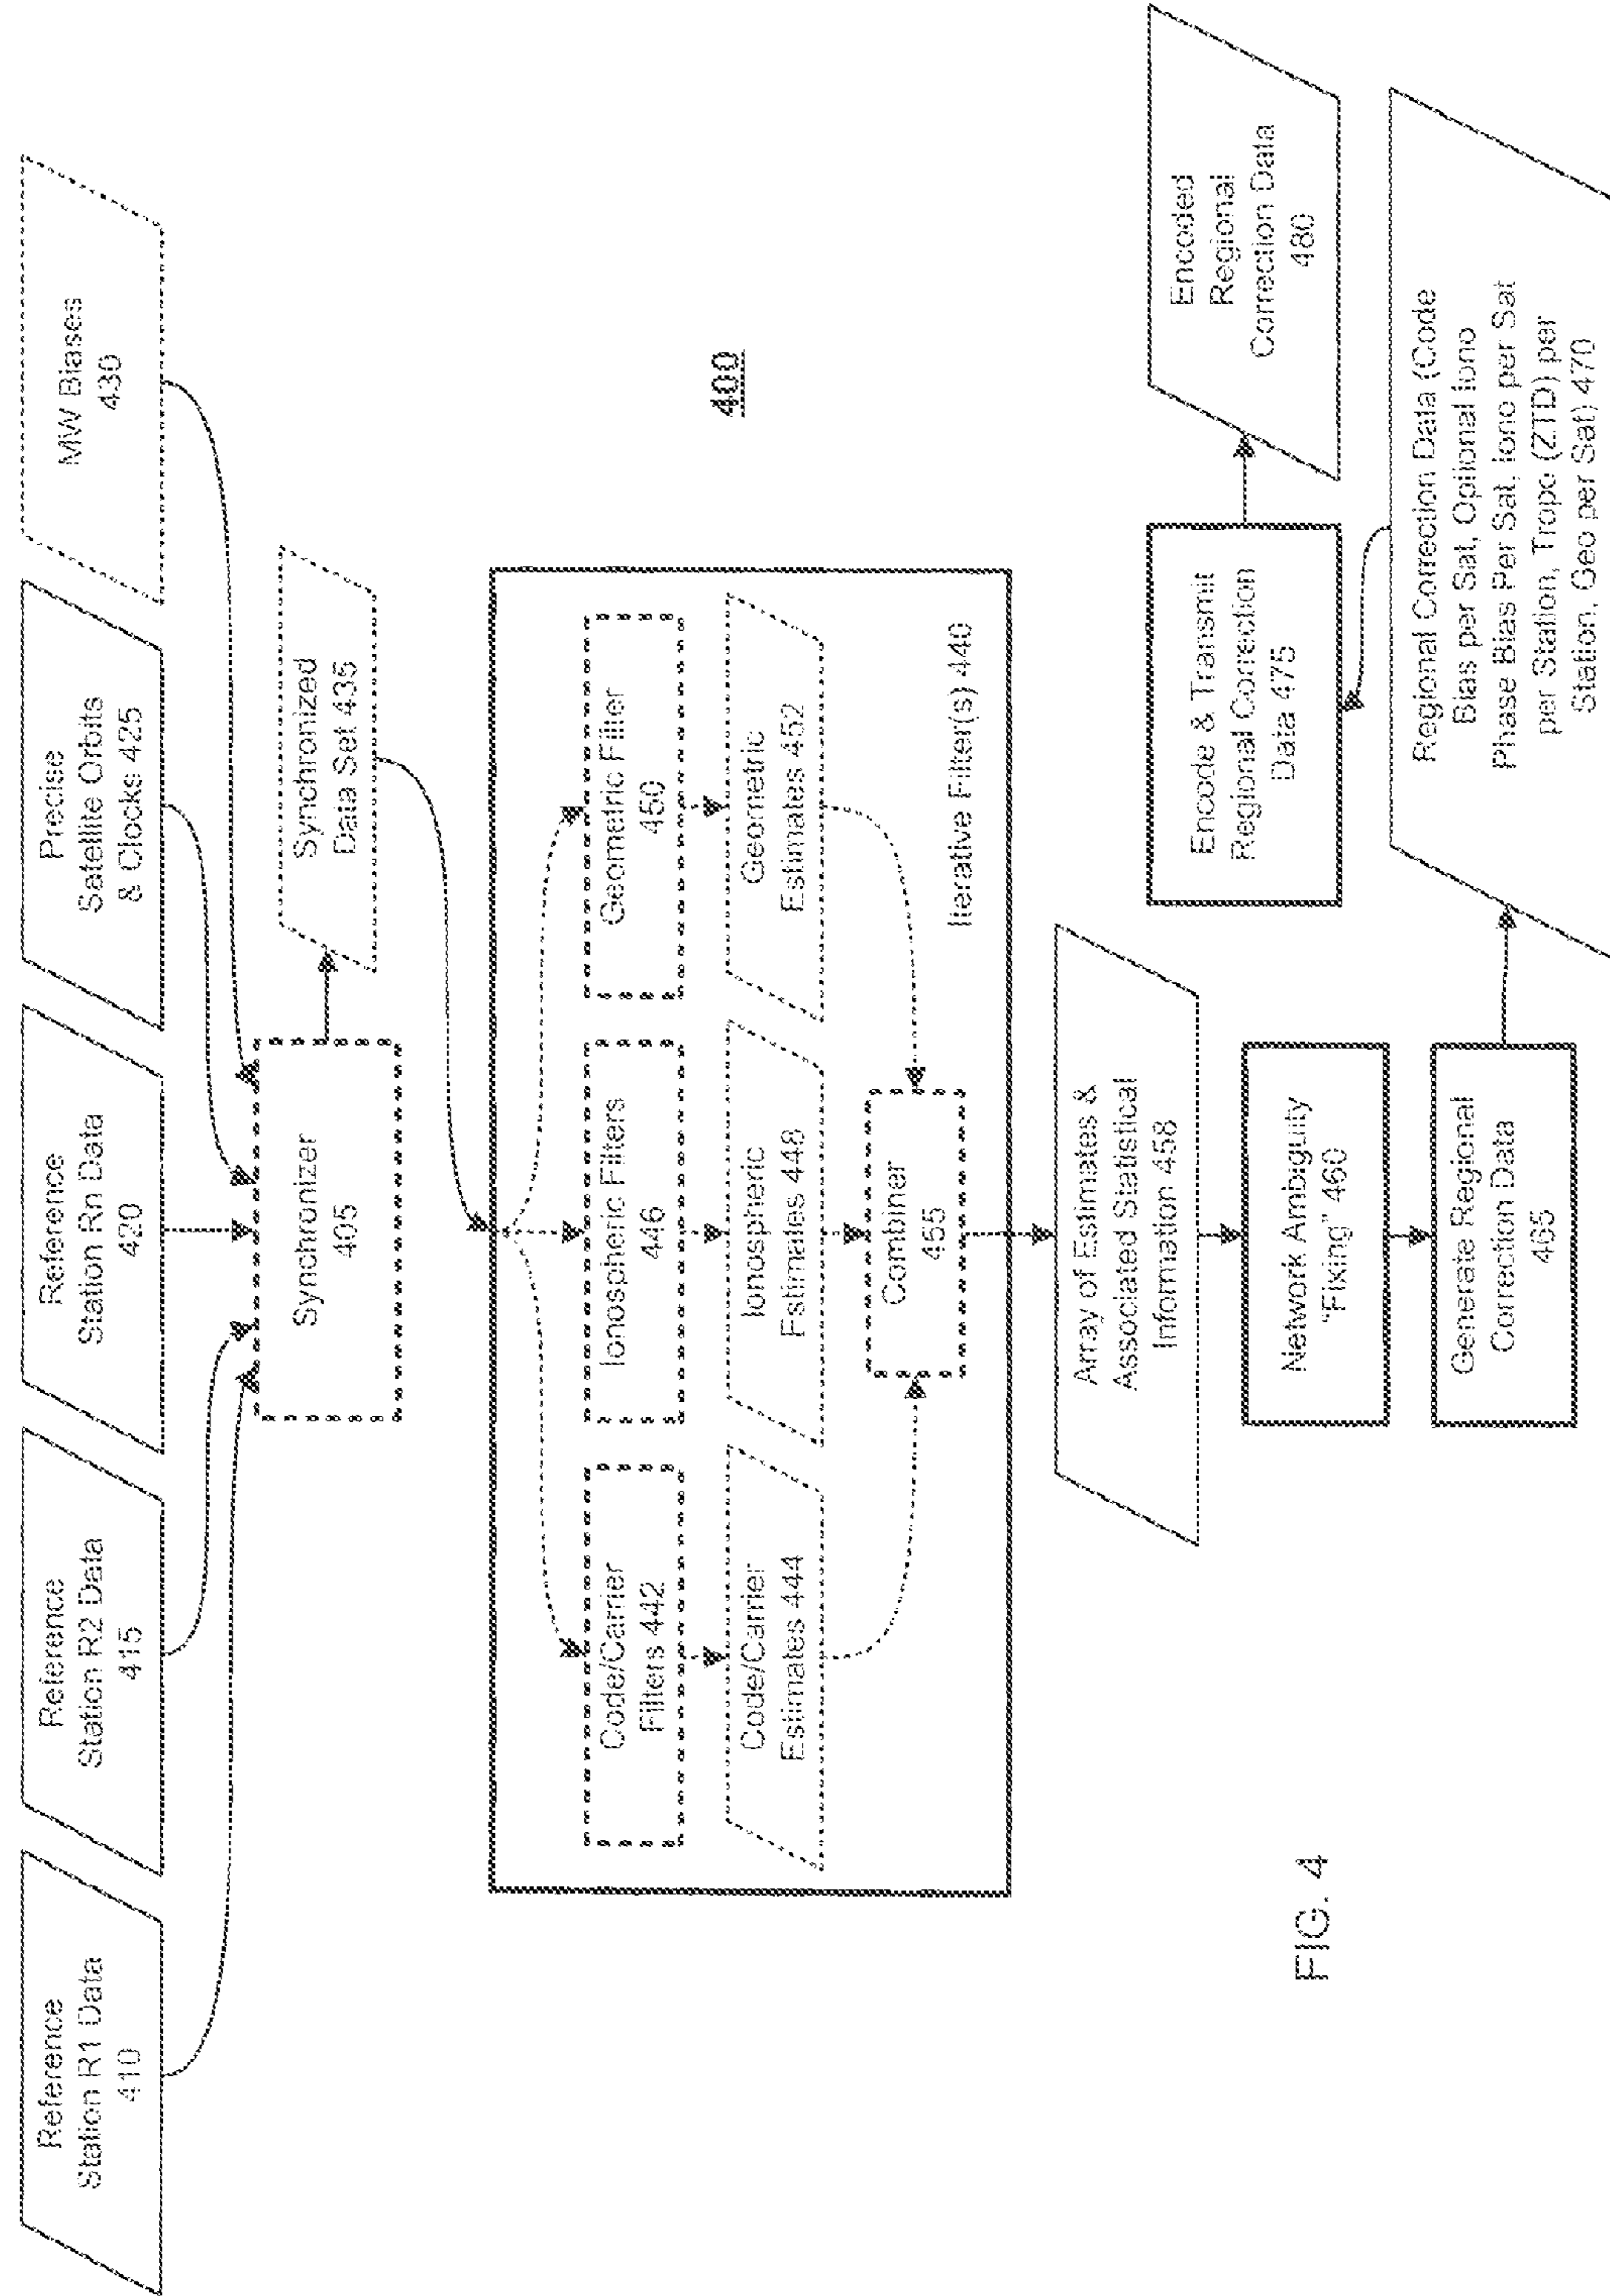 Reference
Station R1 Data
410
Reference
Station R2 Data
415
Reference
Station Rn Data
420
Precise
Satellite Orbits
& Clocks 425
MW Biases
430
Synchronizer
405
Synchronized
Data Set 435
400
Code/Carrier
Filters 442
Ionospheric Filters
446
Geometric Filter
450
Code/Carrier
Estimates 444
Ionospheric
Estimates 448
Geometric
Estimates 452
Combiner
455
Iterative Filter(s) 440
Array of Estimates &
Associated Statistical
Information 458
Network Ambiguity
"Fixing" 460
Generate Regional
Correction Data
465
Encode & Transmit
Regional Correction
Data 475
Encoded
Regional
Correction Data
480
Regional Correction Data (Code
Bias per Sat, Optional Iono
Phase Bias Per Sat, Iono per Sat
per Station, Tropo (ZTD) per
Station, Geo per Sat) 470
FIG. 4